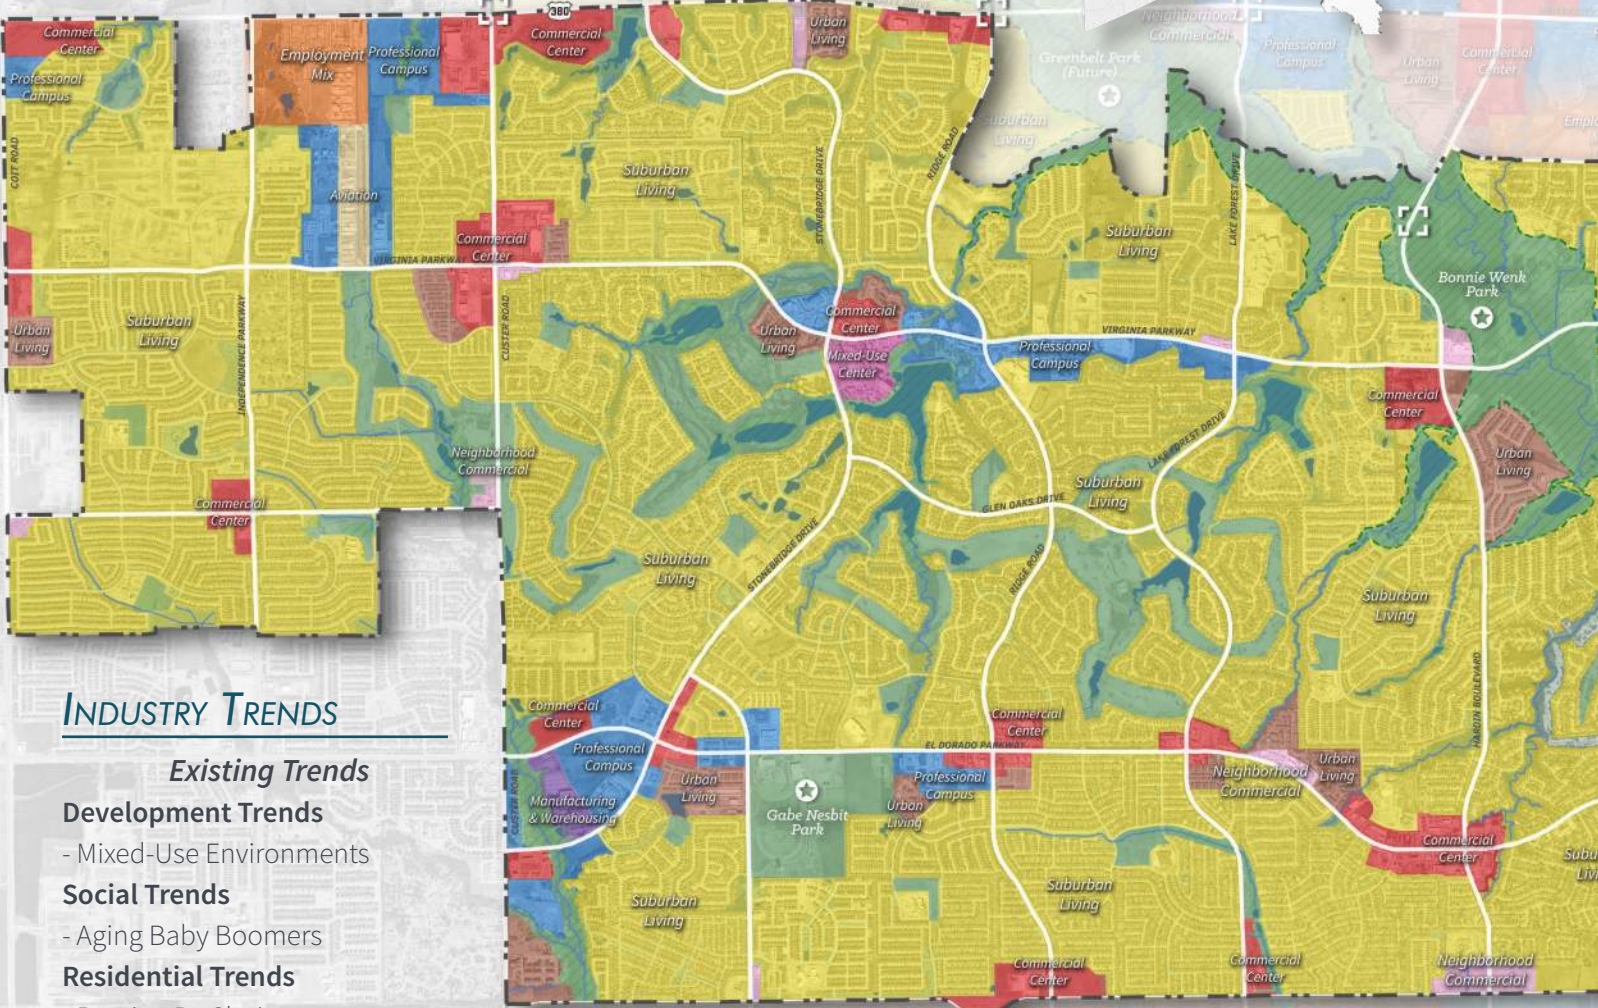 380
Commercial
Center
Professional
Campus
Employment
Mix
Professional
Campus
Commercial
Center
Urban
Living
Neighborhood
Commercial
Greenbelt Park
(Future)
Professional
Campus
Urban
Living
Commercial
Center
Suburban
Living
COIT ROAD
Aviation
Suburban
Living
STONEBRIDGE DRIVE
RIDGE ROAD
LAKE FOREST DRIVE
Suburban
Living
Bonnie Wenk
Park
Commercial
Center
VIRGINIA PARKWAY
Urban
Living
Suburban
Living
INDEPENDENCE PARKWAY
CUSTER ROAD
Urban
Living
Commercial
Center
Mixed-Use
Center
VIRGINIA PARKWAY
Professional
Campus
Commercial
Center
LAKE FOREST DRIVE
Urban
Living
Neighborhood
Commercial
Commercial
Center
GLEN OAKS DRIVE
Suburban
Living
Suburban
Living
STONEBRIDGE DRIVE
RIDGE ROAD
Suburban
Living
HARDIN BOULEVARD
Commercial
Center
Professional
Campus
Manufacturing
& Warehousing
CUSTER ROAD
Urban
Living
Commercial
Center
EL DORADO PARKWAY
Gabe Nesbit
Park
Professional
Campus
Urban
Living
Neighborhood
Commercial
Urban
Living
Commercial
Center
Suburban
Living
Suburban
Living
Commercial
Center
Commercial
Center
Neighborhood
Commercial
INDUSTRY TRENDS
Existing Trends
Development Trends
- Mixed-Use Environments
Social Trends
- Aging Baby Boomers
Residential Trends